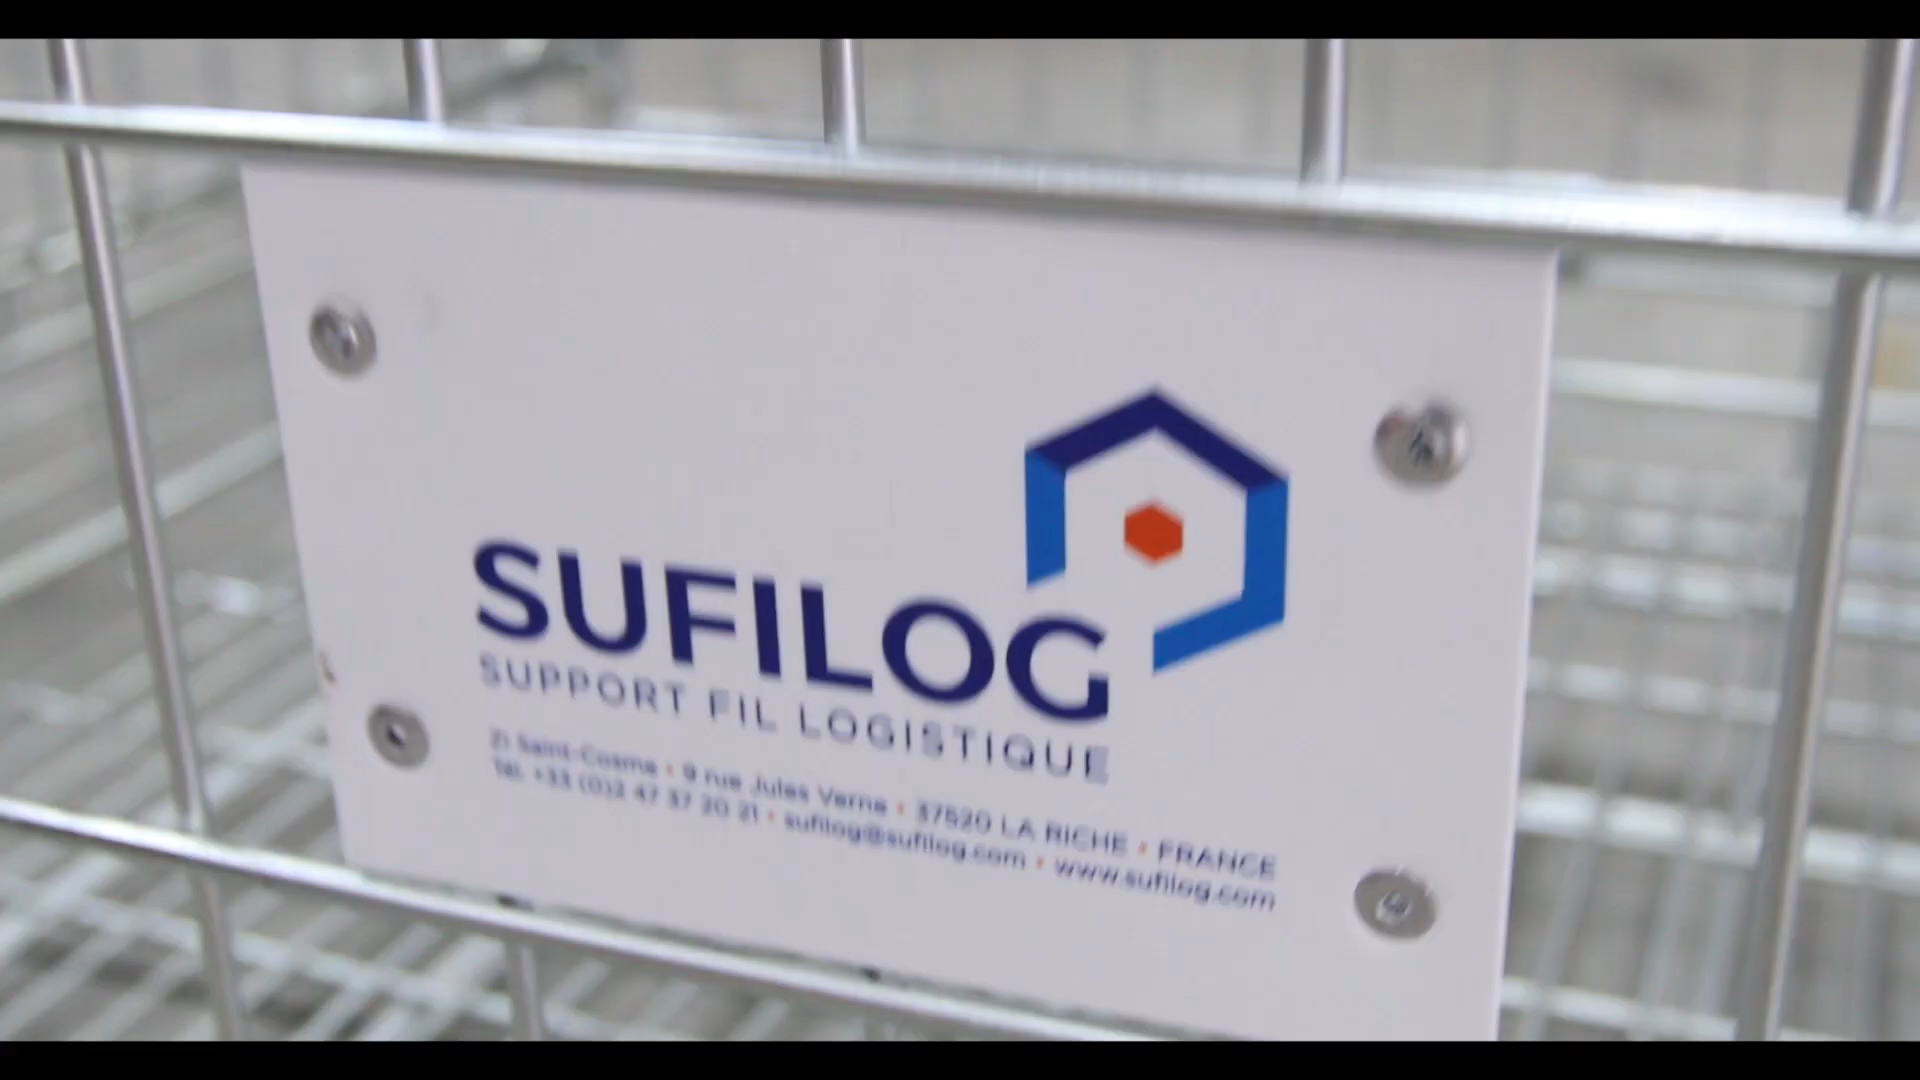 SUFILOG
SUPPORT FIL LOGISTIQUE
ZI Saint-Cosme • 9 rue Jules Verne • 37520 LA RICHE • FRANCE
Tél. +33 (0)2 47 37 20 21 • sufilog@sufilog.com • www.sufilog.com